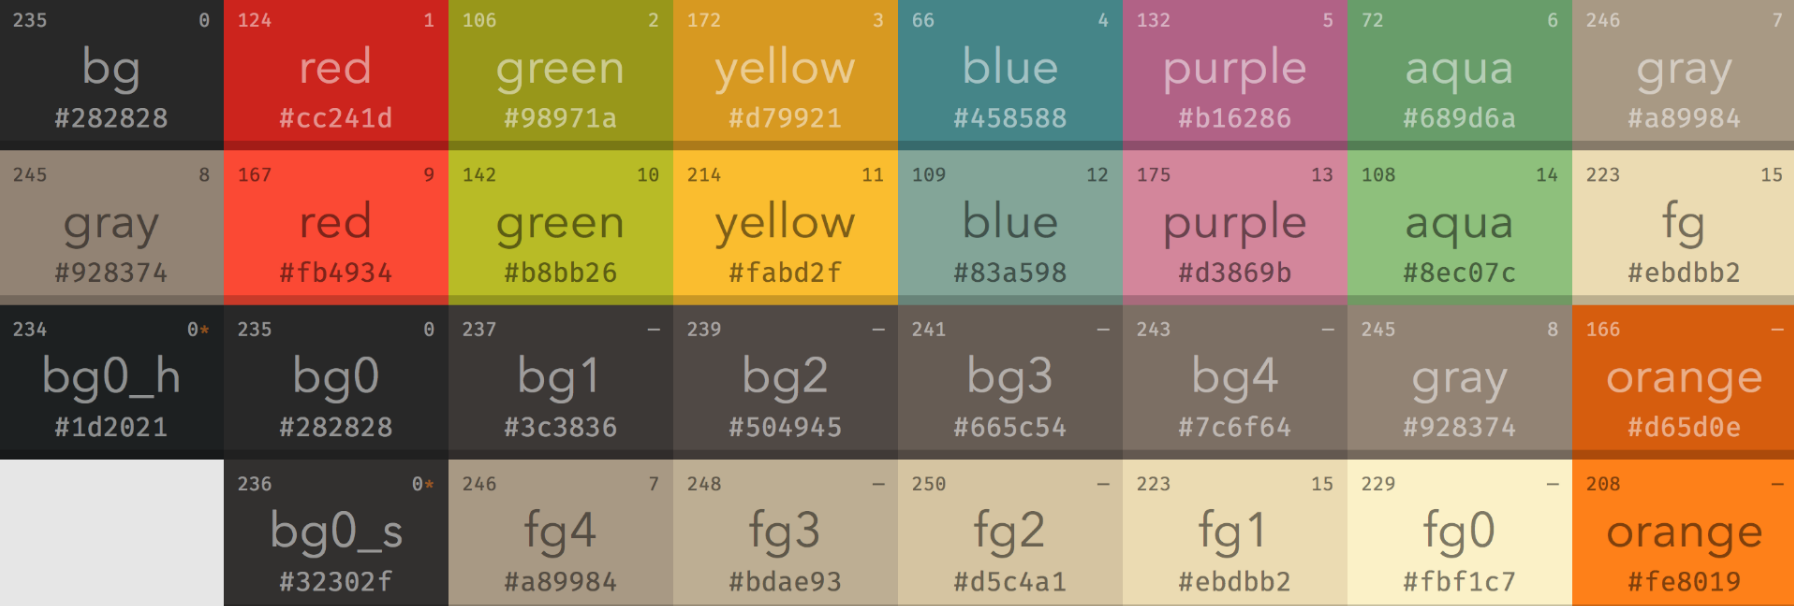 235 0 124 1 106 2 172 3 66 4 132 5 72 6 246 7
bg red green yellow blue purple aqua gray
#282828 #cc241d #98971a #d79921 #458588 #b16286 #689d6a #a89984
245 8 167 9 142 10 214 11 109 12 175 13 108 14 223 15
gray red green yellow blue purple aqua fg
#928374 #fb4934 #b8bb26 #fabd2f #83a598 #d3869b #8ec07c #ebdbb2
234 0* 235 0 237 — 239 — 241 — 243 — 245 8 166 —
bg0_h bg0 bg1 bg2 bg3 bg4 gray orange
#1d2021 #282828 #3c3836 #504945 #665c54 #7c6f64 #928374 #d65d0e
236 0* 246 7 248 — 250 — 223 15 229 — 208 —
bg0_s fg4 fg3 fg2 fg1 fg0 orange
#32302f #a89984 #bdae93 #d5c4a1 #ebdbb2 #fbf1c7 #fe8019